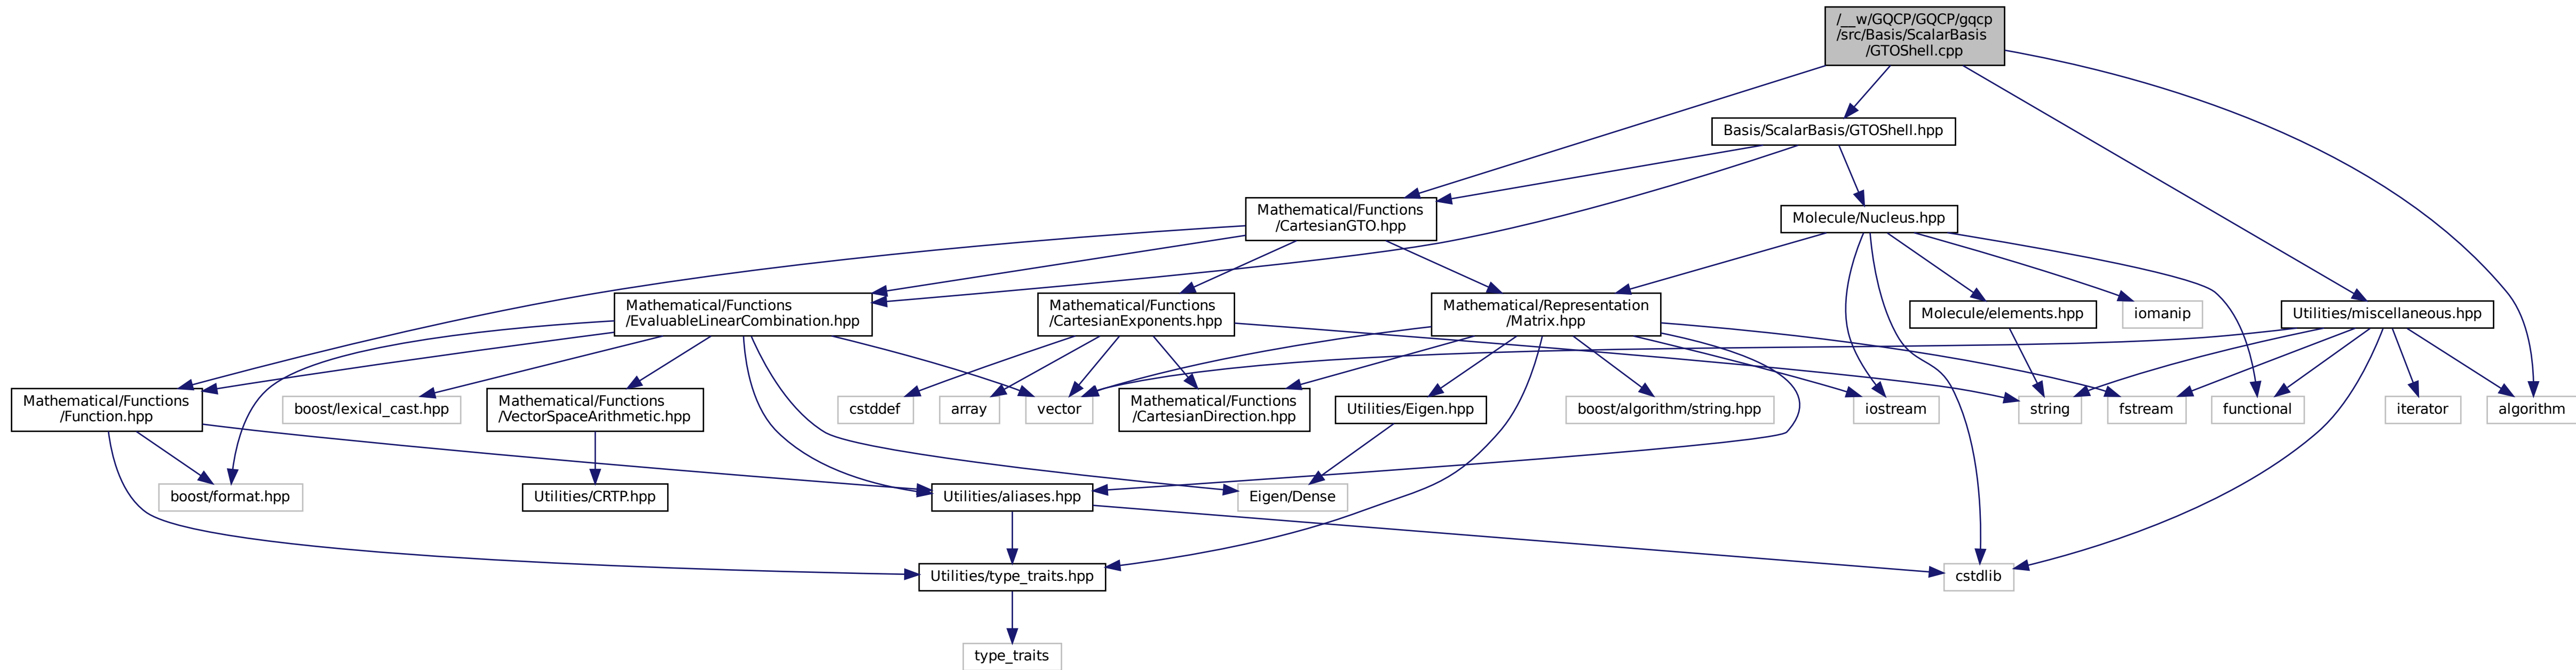 /__w/GQCP/GQCP/gqcp
/src/Basis/ScalarBasis
/GTOShell.cpp
Basis/ScalarBasis/GTOShell.hpp
Mathematical/Functions
/CartesianGTO.hpp
Molecule/Nucleus.hpp
Mathematical/Functions
/EvaluableLinearCombination.hpp
Mathematical/Functions
/CartesianExponents.hpp
Mathematical/Representation
/Matrix.hpp
Molecule/elements.hpp
iomanip
Utilities/miscellaneous.hpp
Mathematical/Functions
/Function.hpp
boost/lexical_cast.hpp
Mathematical/Functions
/VectorSpaceArithmetic.hpp
cstddef
array
vector
Mathematical/Functions
/CartesianDirection.hpp
Utilities/Eigen.hpp
boost/algorithm/string.hpp
iostream
string
fstream
functional
iterator
algorithm
boost/format.hpp
Utilities/CRTP.hpp
Utilities/aliases.hpp
Eigen/Dense
Utilities/type_traits.hpp
cstdlib
type_traits